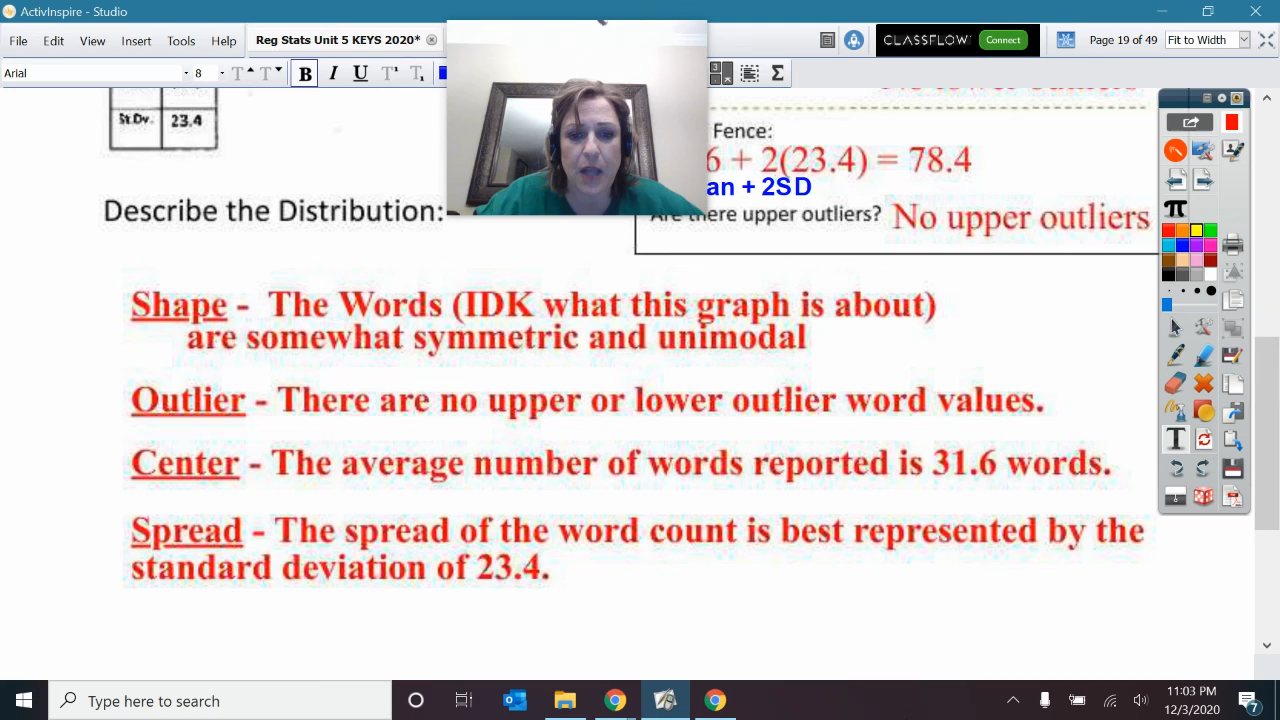 ActivInspire - Studio
File Edit View Insert Tools Help Reg Stats Unit 5 KEYS 2020* CLASSFLOW Connect Page 19 of 49 Fit to Width
Arial 8 B I U T T
St.Dv. 23.4
Fence:
6 + 2(23.4) = 78.4
an + 2SD
Describe the Distribution:
Are there upper outliers? No upper outliers
Shape - The Words (IDK what this graph is about)
are somewhat symmetric and unimodal
Outlier - There are no upper or lower outlier word values.
Center - The average number of words reported is 31.6 words.
Spread - The spread of the word count is best represented by the
standard deviation of 23.4.
Type here to search
11:03 PM
12/3/2020
7